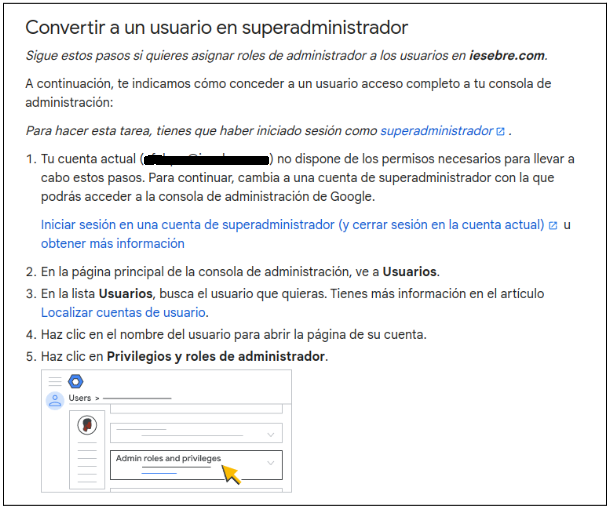 Convertir a un usuario en superadministrador
Sigue estos pasos si quieres asignar roles de administrador a los usuarios en iesebre.com.
A continuación, te indicamos cómo conceder a un usuario acceso completo a tu consola de
administración:
Para hacer esta tarea, tienes que haber iniciado sesión como superadministrador .
1. Tu cuenta actual ( ) no dispone de los permisos necesarios para llevar a
cabo estos pasos. Para continuar, cambia a una cuenta de superadministrador con la que
podrás acceder a la consola de administración de Google.
Iniciar sesión en una cuenta de superadministrador (y cerrar sesión en la cuenta actual) u
obtener más información
2. En la página principal de la consola de administración, ve a Usuarios.
3. En la lista Usuarios, busca el usuario que quieras. Tienes más información en el artículo
Localizar cuentas de usuario.
4. Haz clic en el nombre del usuario para abrir la página de su cuenta.
5. Haz clic en Privilegios y roles de administrador.
Users >
Admin roles and privileges